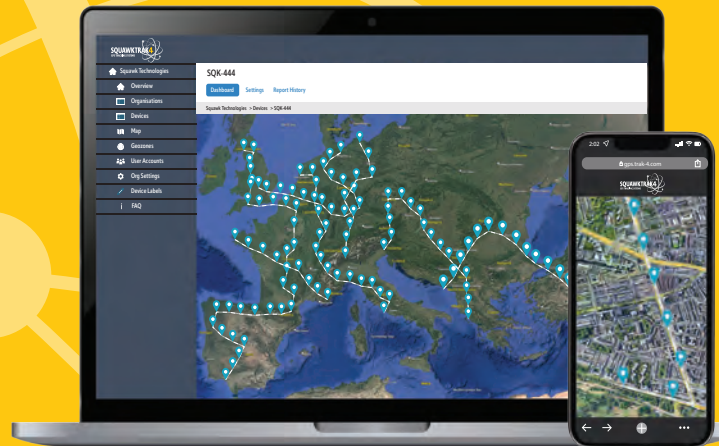 SQUAWKTRAK4
Squawk Technologies
Overview
Organisations
Devices
Map
Geozones
User Accounts
Org Settings
Device Labels
FAQ
SQK-444
Dashboard Settings Report History
Squawk Technologies > Devices > SQK-444
2:02
gps.trak-4.com
SQUAWKTRAK4